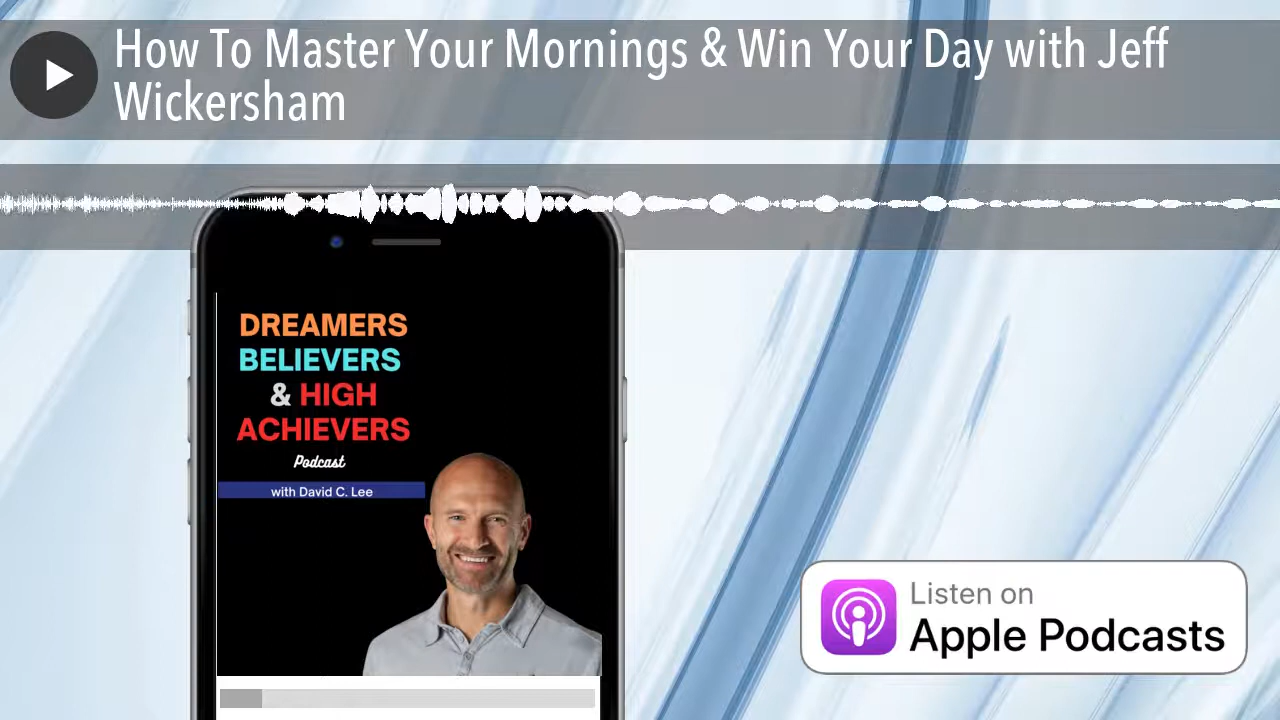 How To Master Your Mornings & Win Your Day with Jeff
Wickersham
DREAMERS
BELIEVERS
& HIGH
ACHIEVERS
Podcast
with David C. Lee
Listen on
Apple Podcasts